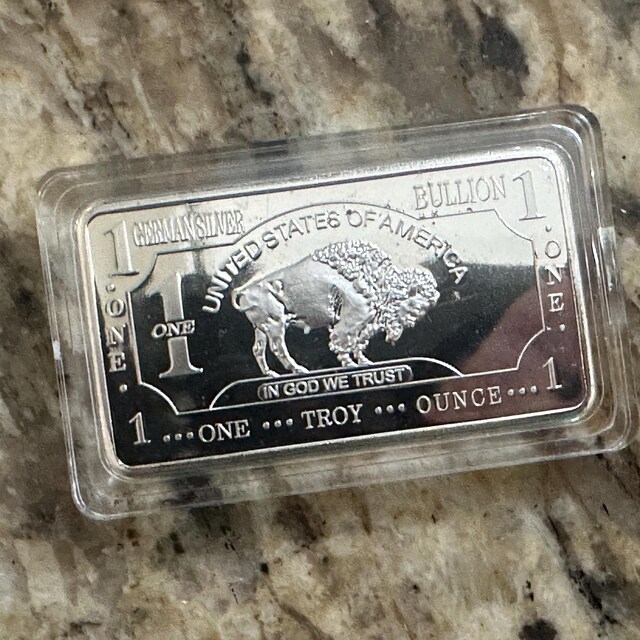 1 GERMAN SILVER BULLION 1
UNITED STATES OF AMERICA
ONE
1
ONE
ONE
IN GOD WE TRUST
1 ...ONE ... TROY ... OUNCE... 1